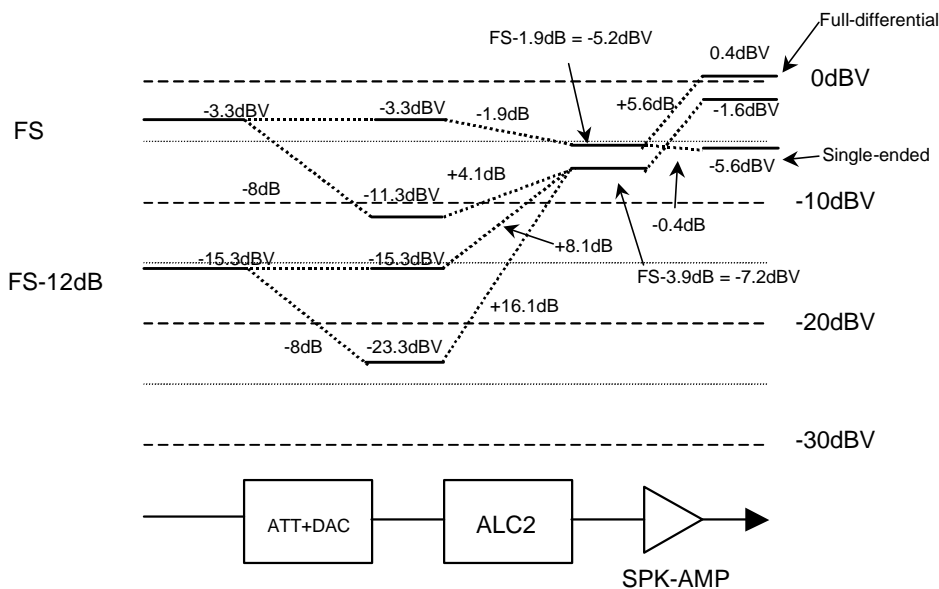 Full-differential
FS-1.9dB = -5.2dBV
0.4dBV
0dBV
-3.3dBV
-3.3dBV
-1.9dB
+5.6dB
-1.6dBV
FS
-5.6dBV
Single-ended
-8dB
-11.3dBV
+4.1dB
-10dBV
-0.4dB
+8.1dB
-15.3dBV
-15.3dBV
FS-3.9dB = -7.2dBV
FS-12dB
+16.1dB
-20dBV
-8dB
-23.3dBV
-30dBV
ATT+DAC
ALC2
SPK-AMP